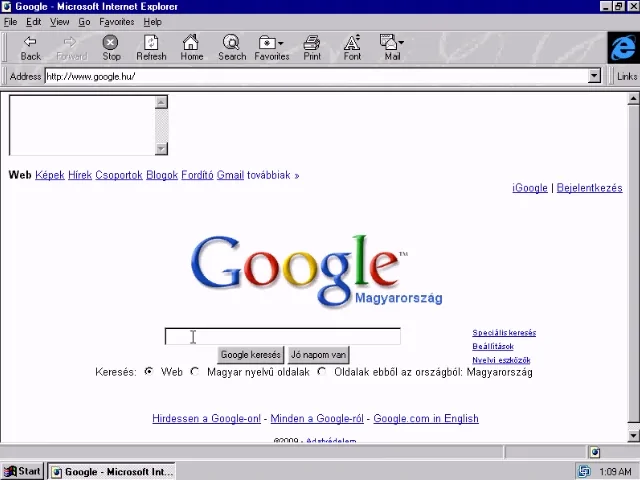 Google - Microsoft Internet Explorer
File Edit View Go Favorites Help
Back Forward Stop Refresh Home Search Favorites Print Font Mail
Address http://www.google.hu/ Links
Web Képek Hírek Csoportok Blogok Fordító Gmail továbbiak »
iGoogle | Bejelentkezés
Google™
Magyarország
Speciális keresés
Beállítások
Nyelvi eszközök
Google keresés Jó napom van
Keresés: Web Magyar nyelvű oldalak Oldalak ebből az országból: Magyarország
Hirdessen a Google-on! - Minden a Google-ról - Google.com in English
©2009 - Adatvédelem
Start Google - Microsoft Int... 1:09 AM